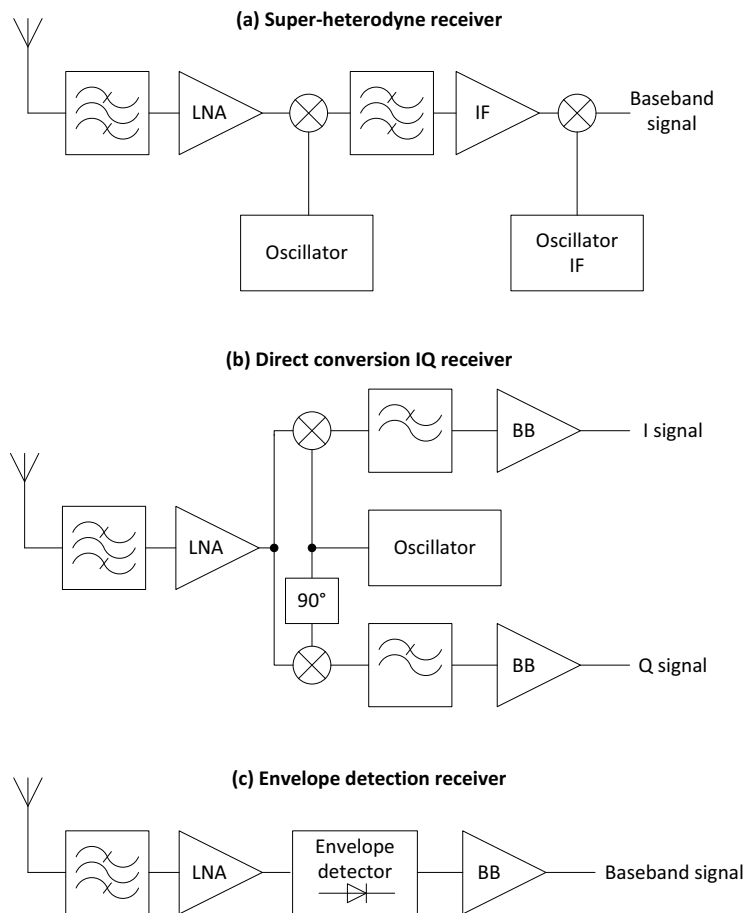 (a) Super-heterodyne receiver
LNA
IF
Baseband
signal
Oscillator
Oscillator
IF
(b) Direct conversion IQ receiver
BB
I signal
LNA
Oscillator
90°
BB
Q signal
(c) Envelope detection receiver
Envelope
detector
LNA
BB
Baseband signal